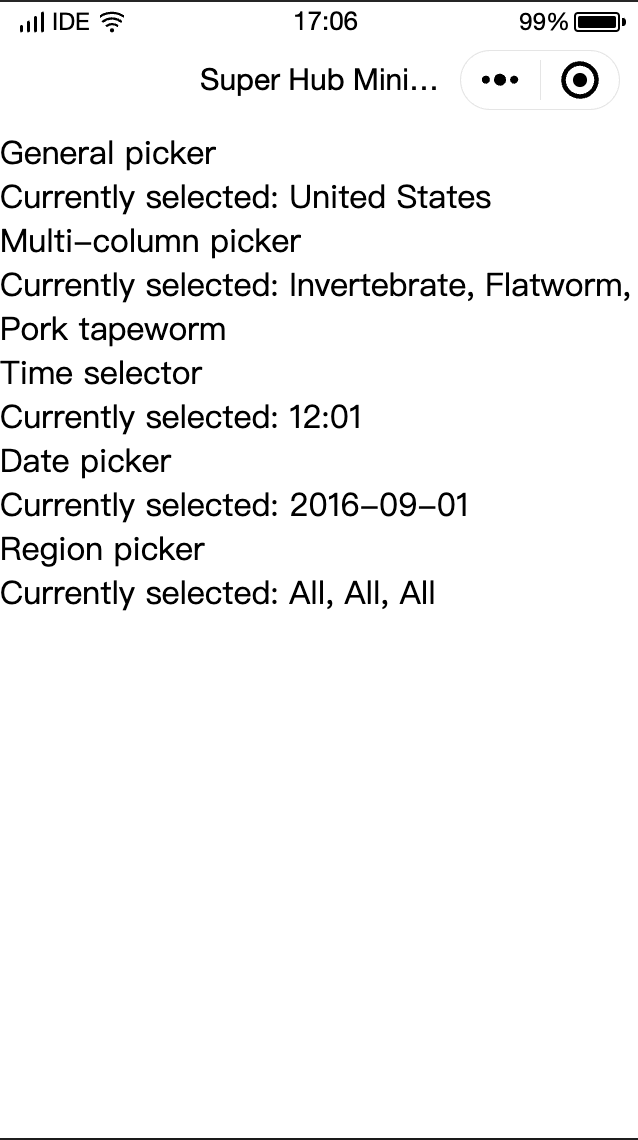 IDE
17:06
99%
Super Hub Mini...
General picker
Currently selected: United States
Multi-column picker
Currently selected: Invertebrate, Flatworm,
Pork tapeworm
Time selector
Currently selected: 12:01
Date picker
Currently selected: 2016-09-01
Region picker
Currently selected: All, All, All